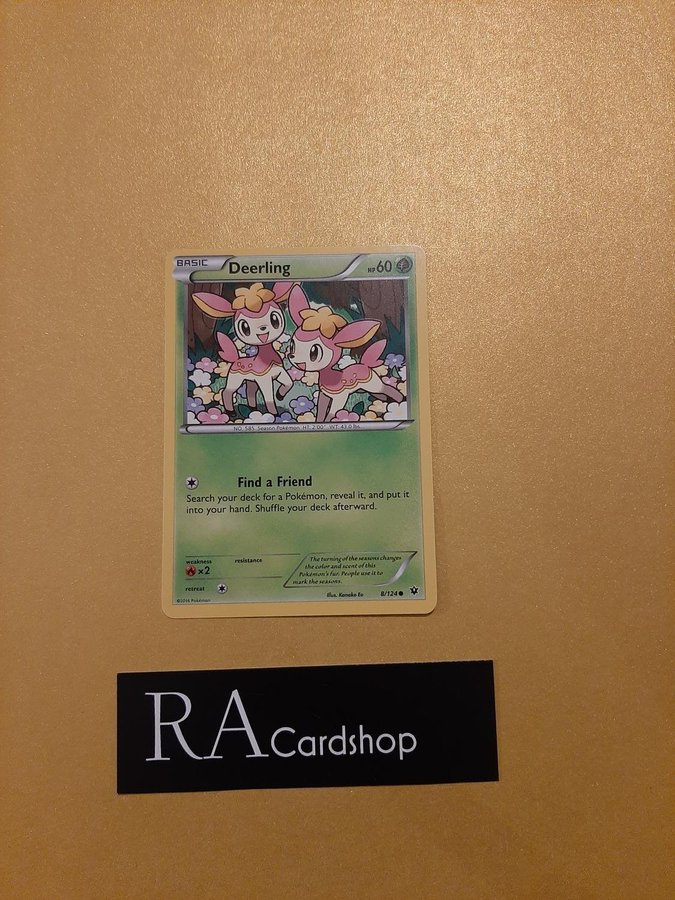 BASIC Deerling HP 60
NO. 585 Season Pokémon HT: 2'00" WT: 43.0 lbs.
Find a Friend
Search your deck for a Pokémon, reveal it, and put it
into your hand. Shuffle your deck afterward.
weakness resistance
×2
retreat
The turning of the seasons changes
the color and scent of this
Pokémon's fur. People use it to
mark the seasons.
©2016 Pokémon Illus. Kanako Eo 8/124
RA Cardshop